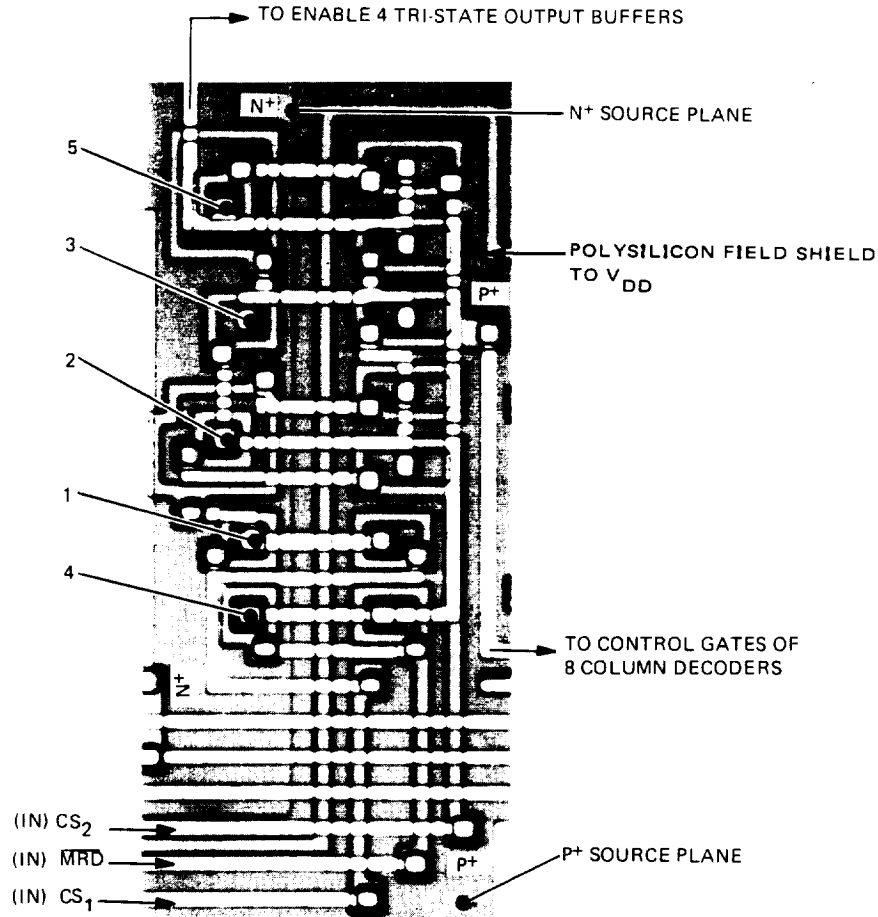 TO ENABLE 4 TRI-STATE OUTPUT BUFFERS
N+
N+ SOURCE PLANE
5
3
POLYSILICON FIELD SHIELD
TO VDD
P+
2
1
4
TO CONTROL GATES OF
8 COLUMN DECODERS
N+
(IN) CS2
(IN) M̅R̅D̅
P+
P+ SOURCE PLANE
(IN) CS1